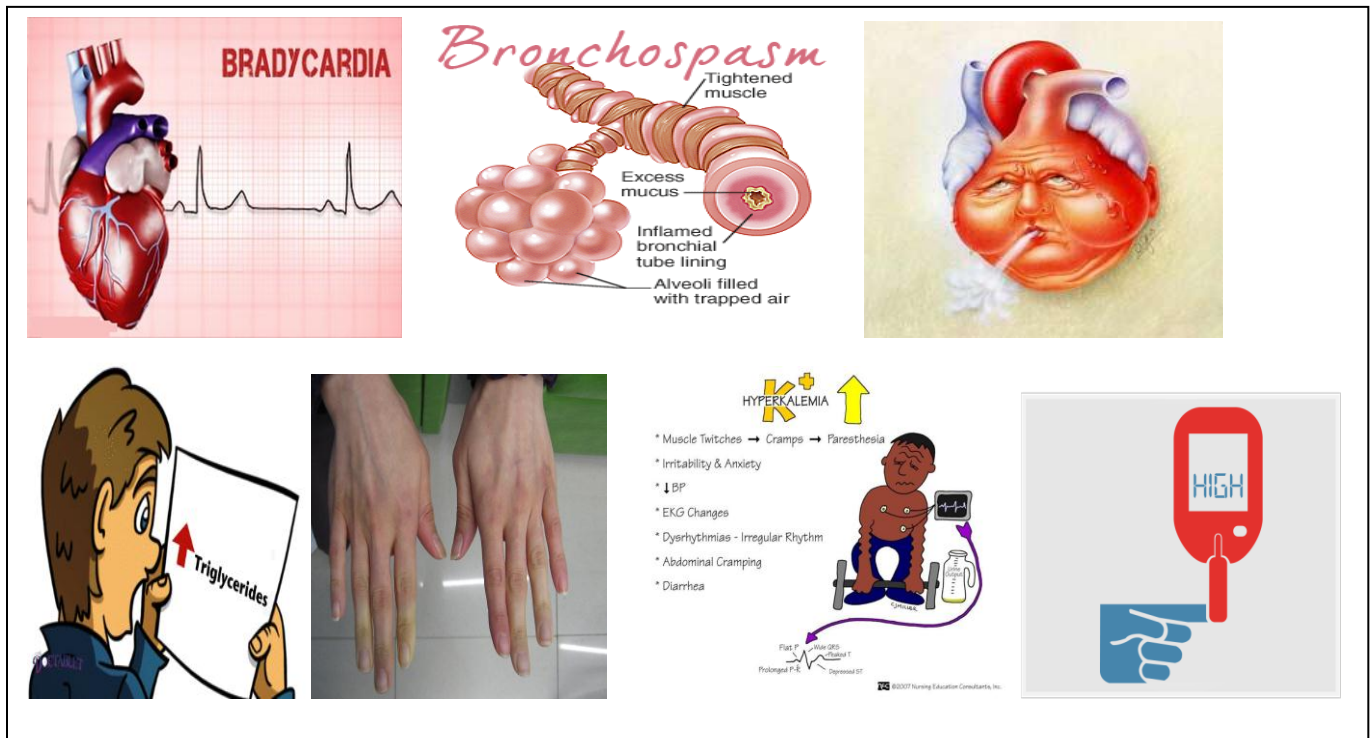 BRADYCARDIA
Bronchospasm
Tightened
muscle
Excess
mucus
Inflamed
bronchial
tube lining
Alveoli filled
with trapped air
Triglycerides
K+
HYPERKALEMIA
* Muscle Twitches → Cramps → Paresthesia
* Irritability & Anxiety
* ↓BP
* EKG Changes
* Dysrhythmias - Irregular Rhythm
* Abdominal Cramping
* Diarrhea
Urine
Output
Flat P
Wide QRS
Peaked T
Prolonged P-R
Depressed ST
©2007 Nursing Education Consultants, Inc.
HIGH